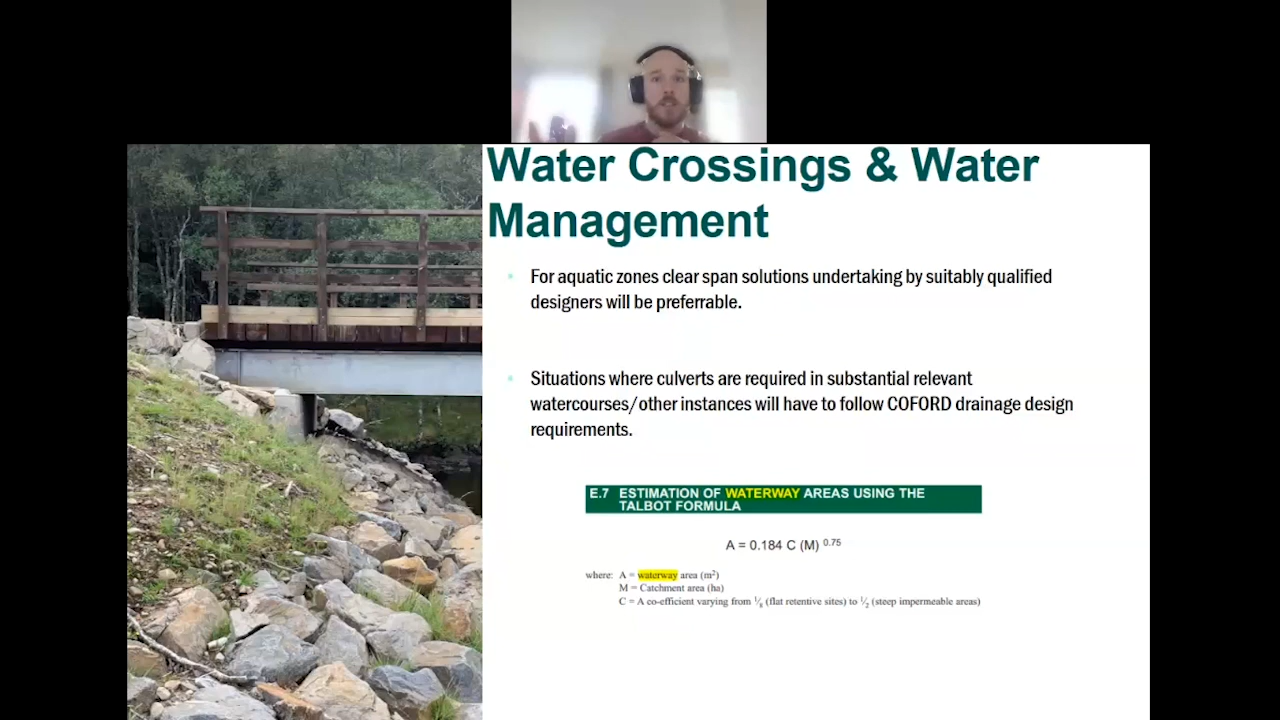 Water Crossings & Water
Management
For aquatic zones clear span solutions undertaking by suitably qualified
designers will be preferrable.
Situations where culverts are required in substantial relevant
watercourses/other instances will have to follow COFORD drainage design
requirements.
E.7 ESTIMATION OF WATERWAY AREAS USING THE
TALBOT FORMULA
A = 0.184 C (M) 0.75
where: A = waterway area (m²)
M = Catchment area (ha)
C = A co-efficient varying from 1/8 (flat retentive sites) to 1/2 (steep impermeable areas)